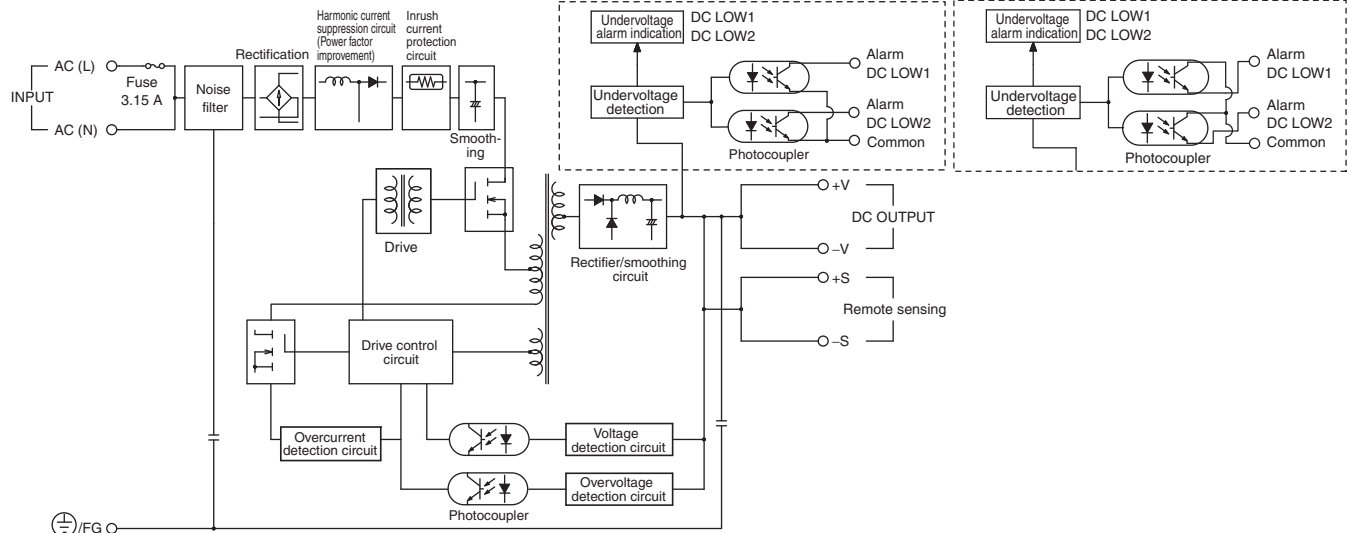 Harmonic current
suppression circuit
(Power factor
improvement)
Inrush
current
protection
circuit
Rectification
INPUT
AC (L)
AC (N)
Fuse
3.15 A
Noise
filter
Smooth-
ing
Undervoltage
alarm indication
DC LOW1
DC LOW2
Undervoltage
detection
Photocoupler
Alarm
DC LOW1
Alarm
DC LOW2
Common
Undervoltage
alarm indication
DC LOW1
DC LOW2
Undervoltage
detection
Photocoupler
Alarm
DC LOW1
Alarm
DC LOW2
Common
Drive
Rectifier/smoothing
circuit
+V
DC OUTPUT
–V
+S
Remote sensing
–S
Drive control
circuit
Overcurrent
detection circuit
Voltage
detection circuit
Overvoltage
detection circuit
Photocoupler
/FG